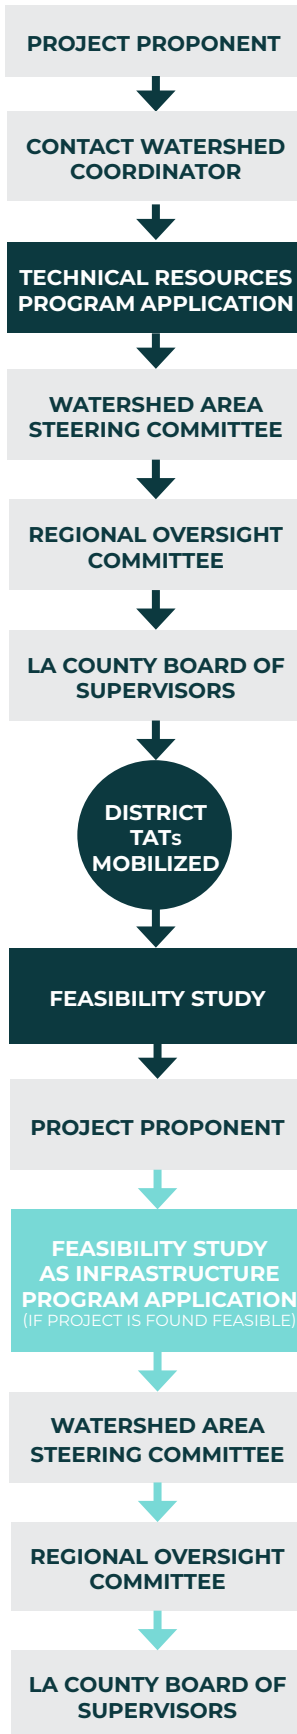 PROJECT PROPONENT
CONTACT WATERSHED
COORDINATOR
TECHNICAL RESOURCES
PROGRAM APPLICATION
WATERSHED AREA
STEERING COMMITTEE
REGIONAL OVERSIGHT
COMMITTEE
LA COUNTY BOARD OF
SUPERVISORS
DISTRICT
TATs
MOBILIZED
FEASIBILITY STUDY
PROJECT PROPONENT
FEASIBILITY STUDY
AS INFRASTRUCTURE
PROGRAM APPLICATION
(IF PROJECT IS FOUND FEASIBLE)
WATERSHED AREA
STEERING COMMITTEE
REGIONAL OVERSIGHT
COMMITTEE
LA COUNTY BOARD OF
SUPERVISORS